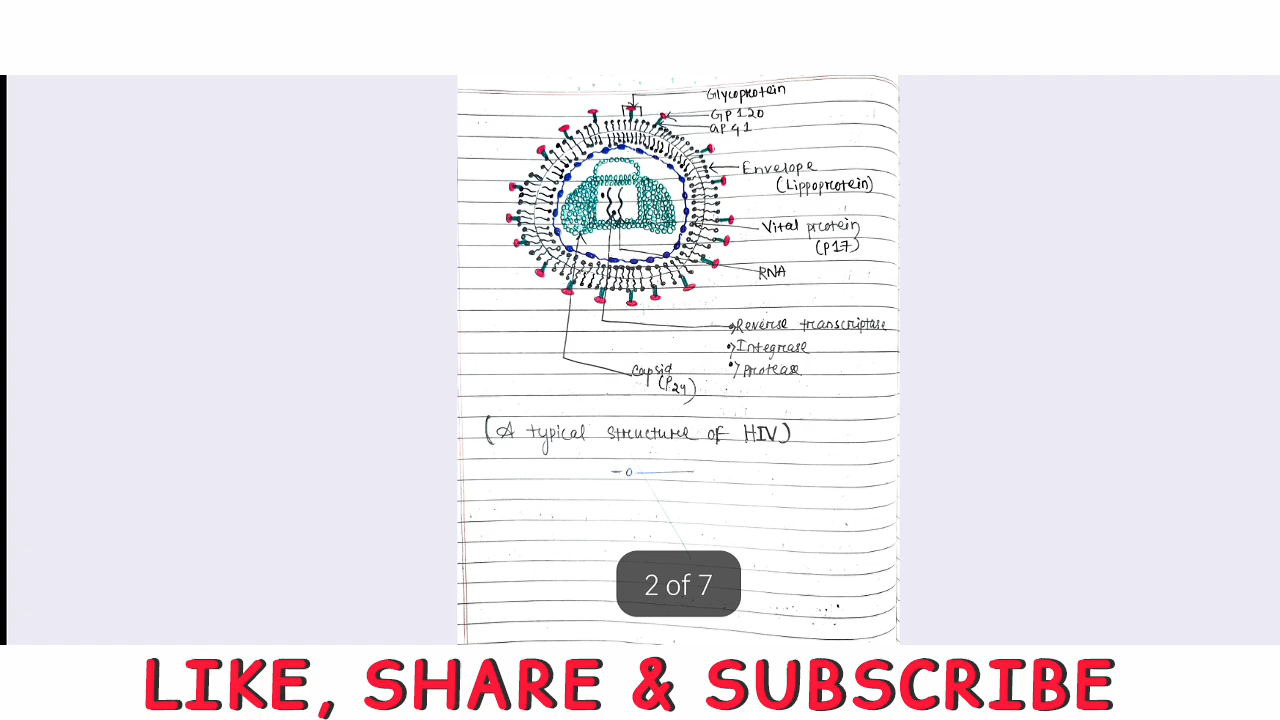 Glycoprotein
GP 120
GP 41
Envelope
(Lippoprotein)
Vital protein
(P17)
RNA
•) Reverse transcriptase
•) Integrase
•) Protease
Capsid
(P24)
(A typical structure of HIV)
2 of 7
LIKE, SHARE & SUBSCRIBE